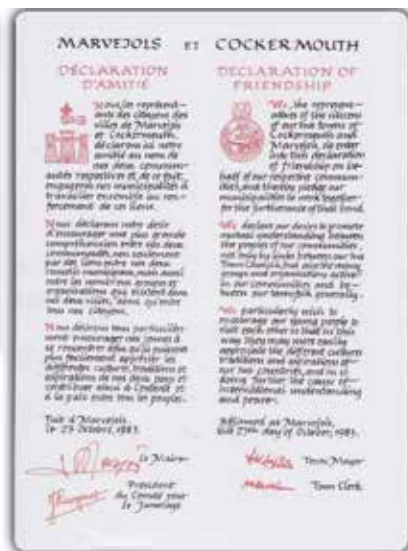 MARVEJOLS ET COCKERMOUTH
DÉCLARATION
D'AMITIÉ
Nous, les représent-
ants des citoyens des
villes de Marvejols
et Cockermouth,
déclarons ici notre
amitié au nom de
nos deux commun-
autés respectives et de ce fait,
engageons nos municipalités à
travailler ensemble au ren-
forcement de ces liens.
Nous déclarons notre désir
d'encourager une plus grande
compréhension entre nos deux
communautés, non seulement
par des liens entre nos deux
conseils municipaux, mais aussi
entre les nombreux groupes et
organisations qui existent dans
nos deux villes, ainsi qu'entre
tous nos citoyens.
Nous désirons tous particulière-
ment encourager nos jeunes à
se rencontrer afin qu'ils puissent
plus facilement apprécier les
différentes cultures, traditions et
aspirations de nos deux pays et
contribuer ainsi à l'entente et
à la paix entre tous les peuples.
Fait à Marvejols,
le 27 Octobre, 1983.
le Maire
Président
du Comité pour
le Jumelage
DECLARATION OF
FRIENDSHIP
We, the represent-
atives of the citizens
of our two towns of
Cockermouth and
Marvejols, do enter
into this declaration
of friendship on be-
half of our respective commun-
ities, and thereby pledge our
municipalities to work together
for the furtherance of that bond.
We declare our desire to promote
mutual understanding between
the peoples of our communities,
not only by links between our two
Town Councils, but also the many
groups and organisations active
in our communities and be-
tween our townsfolk generally.
We particularly wish to
encourage our young people to
visit each other so that in this
way they may more easily
appreciate the different cultures
traditions and aspirations of
our two countries, and in so
doing further the cause of
international understanding
and peace.
Affirmed at Marvejols,
this 27th day of October, 1983.
Town Mayor
Town Clerk